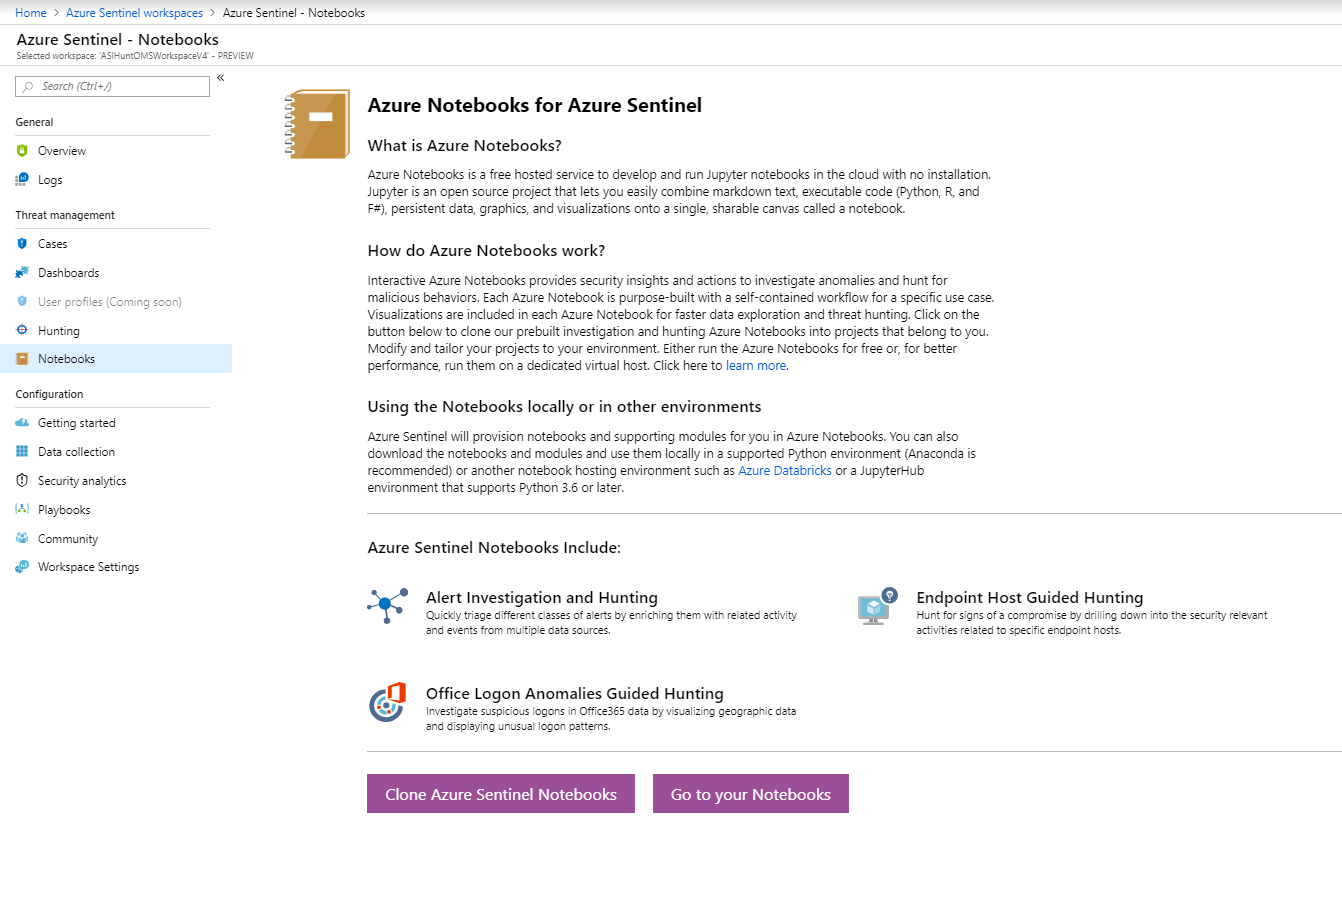 Home > Azure Sentinel workspaces > Azure Sentinel - Notebooks
Azure Sentinel - Notebooks
Selected workspace: 'ASIHuntOMSWorkspaceV4' - PREVIEW
Search (Ctrl+/)
«
General
Overview
Logs
Threat management
Cases
Dashboards
User profiles (Coming soon)
Hunting
Notebooks
Configuration
Getting started
Data collection
Security analytics
Playbooks
Community
Workspace Settings
Azure Notebooks for Azure Sentinel
What is Azure Notebooks?
Azure Notebooks is a free hosted service to develop and run Jupyter notebooks in the cloud with no installation.
Jupyter is an open source project that lets you easily combine markdown text, executable code (Python, R, and
F#), persistent data, graphics, and visualizations onto a single, sharable canvas called a notebook.
How do Azure Notebooks work?
Interactive Azure Notebooks provides security insights and actions to investigate anomalies and hunt for
malicious behaviors. Each Azure Notebook is purpose-built with a self-contained workflow for a specific use case.
Visualizations are included in each Azure Notebook for faster data exploration and threat hunting. Click on the
button below to clone our prebuilt investigation and hunting Azure Notebooks into projects that belong to you.
Modify and tailor your projects to your environment. Either run the Azure Notebooks for free or, for better
performance, run them on a dedicated virtual host. Click here to learn more.
Using the Notebooks locally or in other environments
Azure Sentinel will provision notebooks and supporting modules for you in Azure Notebooks. You can also
download the notebooks and modules and use them locally in a supported Python environment (Anaconda is
recommended) or another notebook hosting environment such as Azure Databricks or a JupyterHub
environment that supports Python 3.6 or later.
Azure Sentinel Notebooks Include:
Alert Investigation and Hunting
Quickly triage different classes of alerts by enriching them with related activity
and events from multiple data sources.
Endpoint Host Guided Hunting
Hunt for signs of a compromise by drilling down into the security relevant
activities related to specific endpoint hosts.
Office Logon Anomalies Guided Hunting
Investigate suspicious logons in Office365 data by visualizing geographic data
and displaying unusual logon patterns.
Clone Azure Sentinel Notebooks
Go to your Notebooks